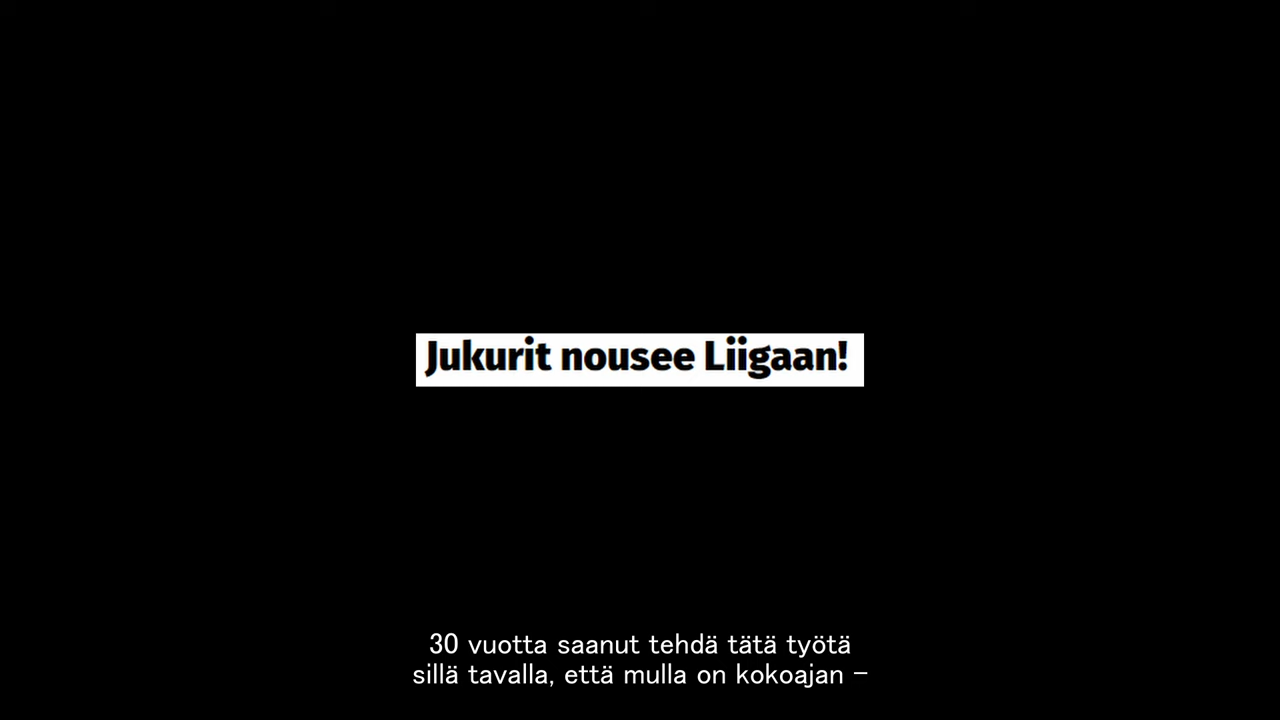 Jukurit nousee Liigaan!
30 vuotta saanut tehdä tätä työtä
sillä tavalla, että mulla on kokoajan –